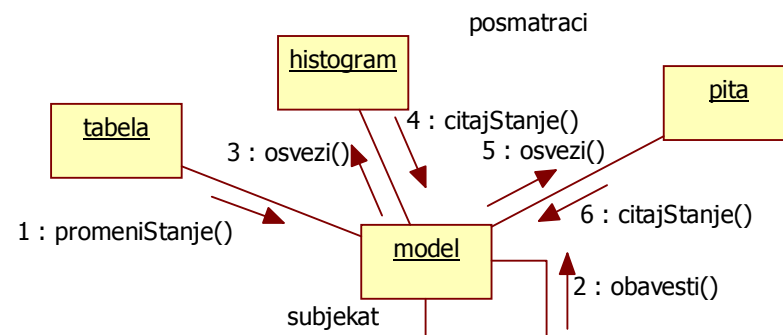 posmatraci
histogram
pita
tabela
4 : citajStanje()
3 : osvezi()
5 : osvezi()
1 : promeniStanje()
6 : citajStanje()
model
2 : obavesti()
subjekat